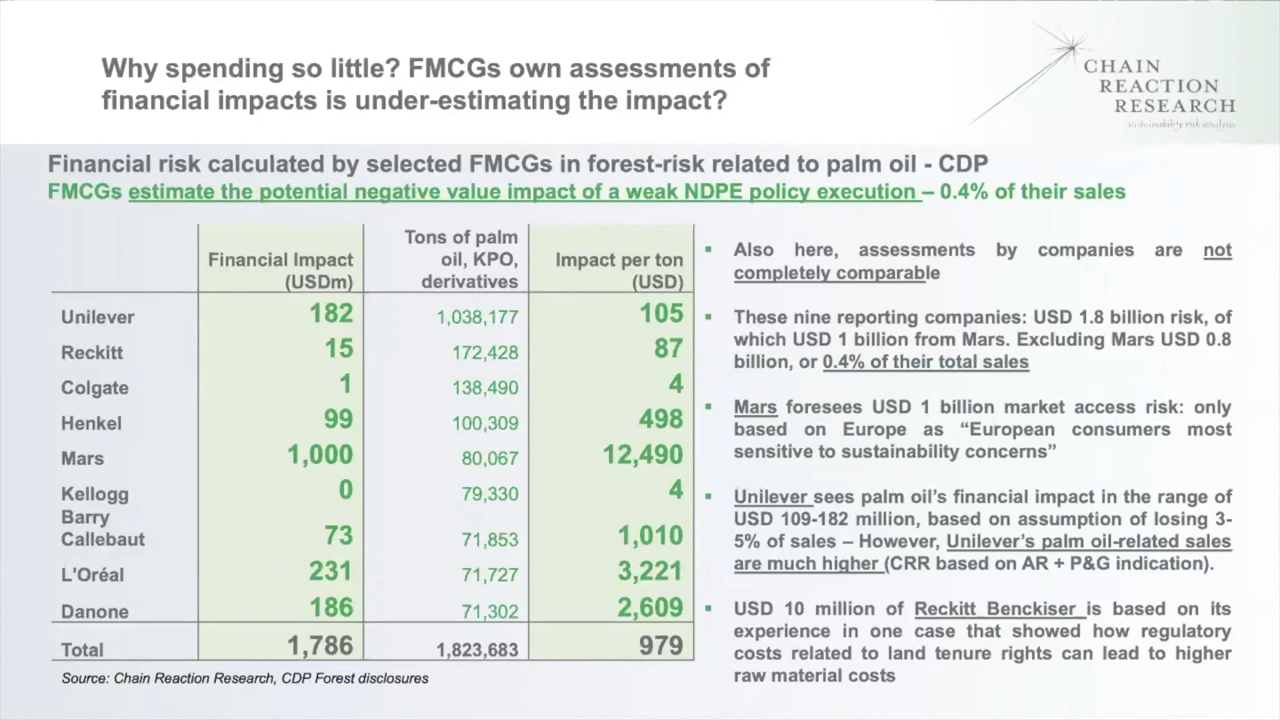 Why spending so little? FMCGs own assessments of
financial impacts is under-estimating the impact?
CHAIN
REACTION
RESEARCH
sustainability risk analysis
Financial risk calculated by selected FMCGs in forest-risk related to palm oil - CDP
FMCGs estimate the potential negative value impact of a weak NDPE policy execution – 0.4% of their sales
Financial Impact (USDm) Tons of palm oil, KPO, derivatives Impact per ton (USD)
Unilever 182 1,038,177 105
Reckitt 15 172,428 87
Colgate 1 138,490 4
Henkel 99 100,309 498
Mars 1,000 80,067 12,490
Kellogg 0 79,330 4
Barry Callebaut 73 71,853 1,010
L'Oréal 231 71,727 3,221
Danone 186 71,302 2,609
Total 1,786 1,823,683 979
Source: Chain Reaction Research, CDP Forest disclosures
▪ Also here, assessments by companies are not
completely comparable
▪ These nine reporting companies: USD 1.8 billion risk, of
which USD 1 billion from Mars. Excluding Mars USD 0.8
billion, or 0.4% of their total sales
▪ Mars foresees USD 1 billion market access risk: only
based on Europe as “European consumers most
sensitive to sustainability concerns”
▪ Unilever sees palm oil’s financial impact in the range of
USD 109-182 million, based on assumption of losing 3-
5% of sales – However, Unilever’s palm oil-related sales
are much higher (CRR based on AR + P&G indication).
▪ USD 10 million of Reckitt Benckiser is based on its
experience in one case that showed how regulatory
costs related to land tenure rights can lead to higher
raw material costs